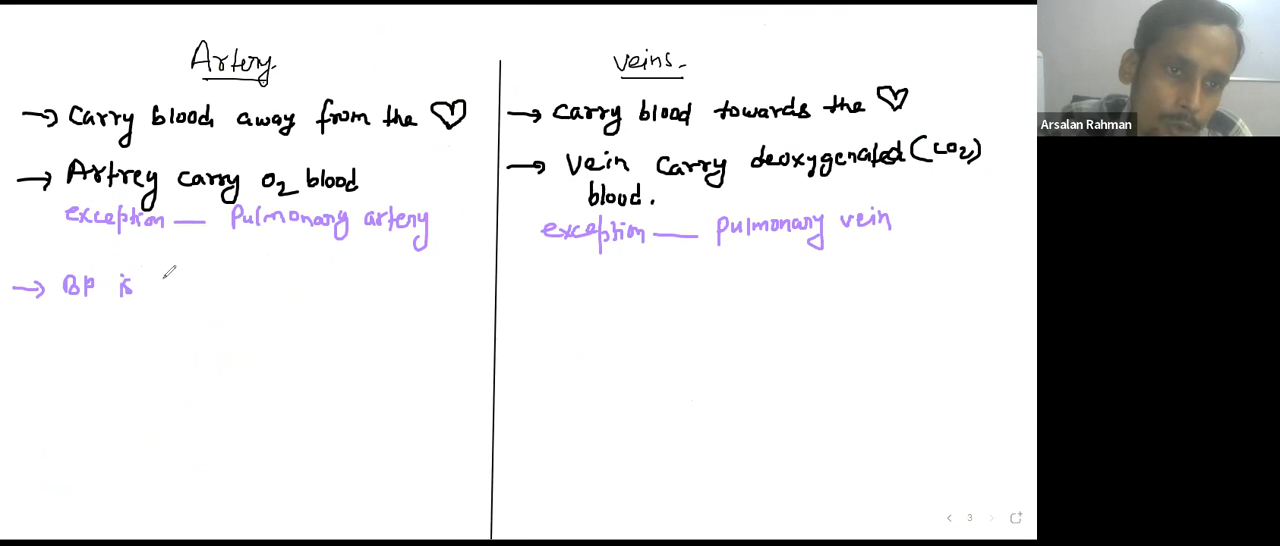 Artery.
→ Carry blood away from the ♡
→ Artrey carry O2 blood
exception — Pulmonary artery
→ BP is
veins.
→ Carry blood towards the ♡
→ Vein carry deoxygenated (CO2)
blood.
exception — Pulmonary vein
Arsalan Rahman
3